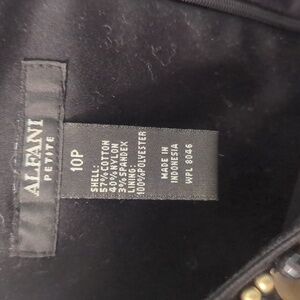 ALFANI
PETITE
10P
SHELL:
57%COTTON
40%NYLON
3%SPANDEX
LINING:
100%POLYESTER
MADE IN
INDONESIA
WPL 8046